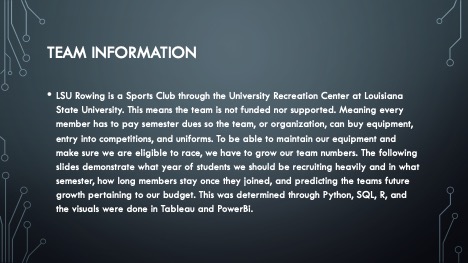 TEAM INFORMATION
• LSU Rowing is a Sports Club through the University Recreation Center at Louisiana
State University. This means the team is not funded nor supported. Meaning every
member has to pay semester dues so the team, or organization, can buy equipment,
entry into competitions, and uniforms. To be able to maintain our equipment and
make sure we are eligible to race, we have to grow our team numbers. The following
slides demonstrate what year of students we should be recruiting heavily and in what
semester, how long members stay once they joined, and predicting the teams future
growth pertaining to our budget. This was determined through Python, SQL, R, and
the visuals were done in Tableau and PowerBi.